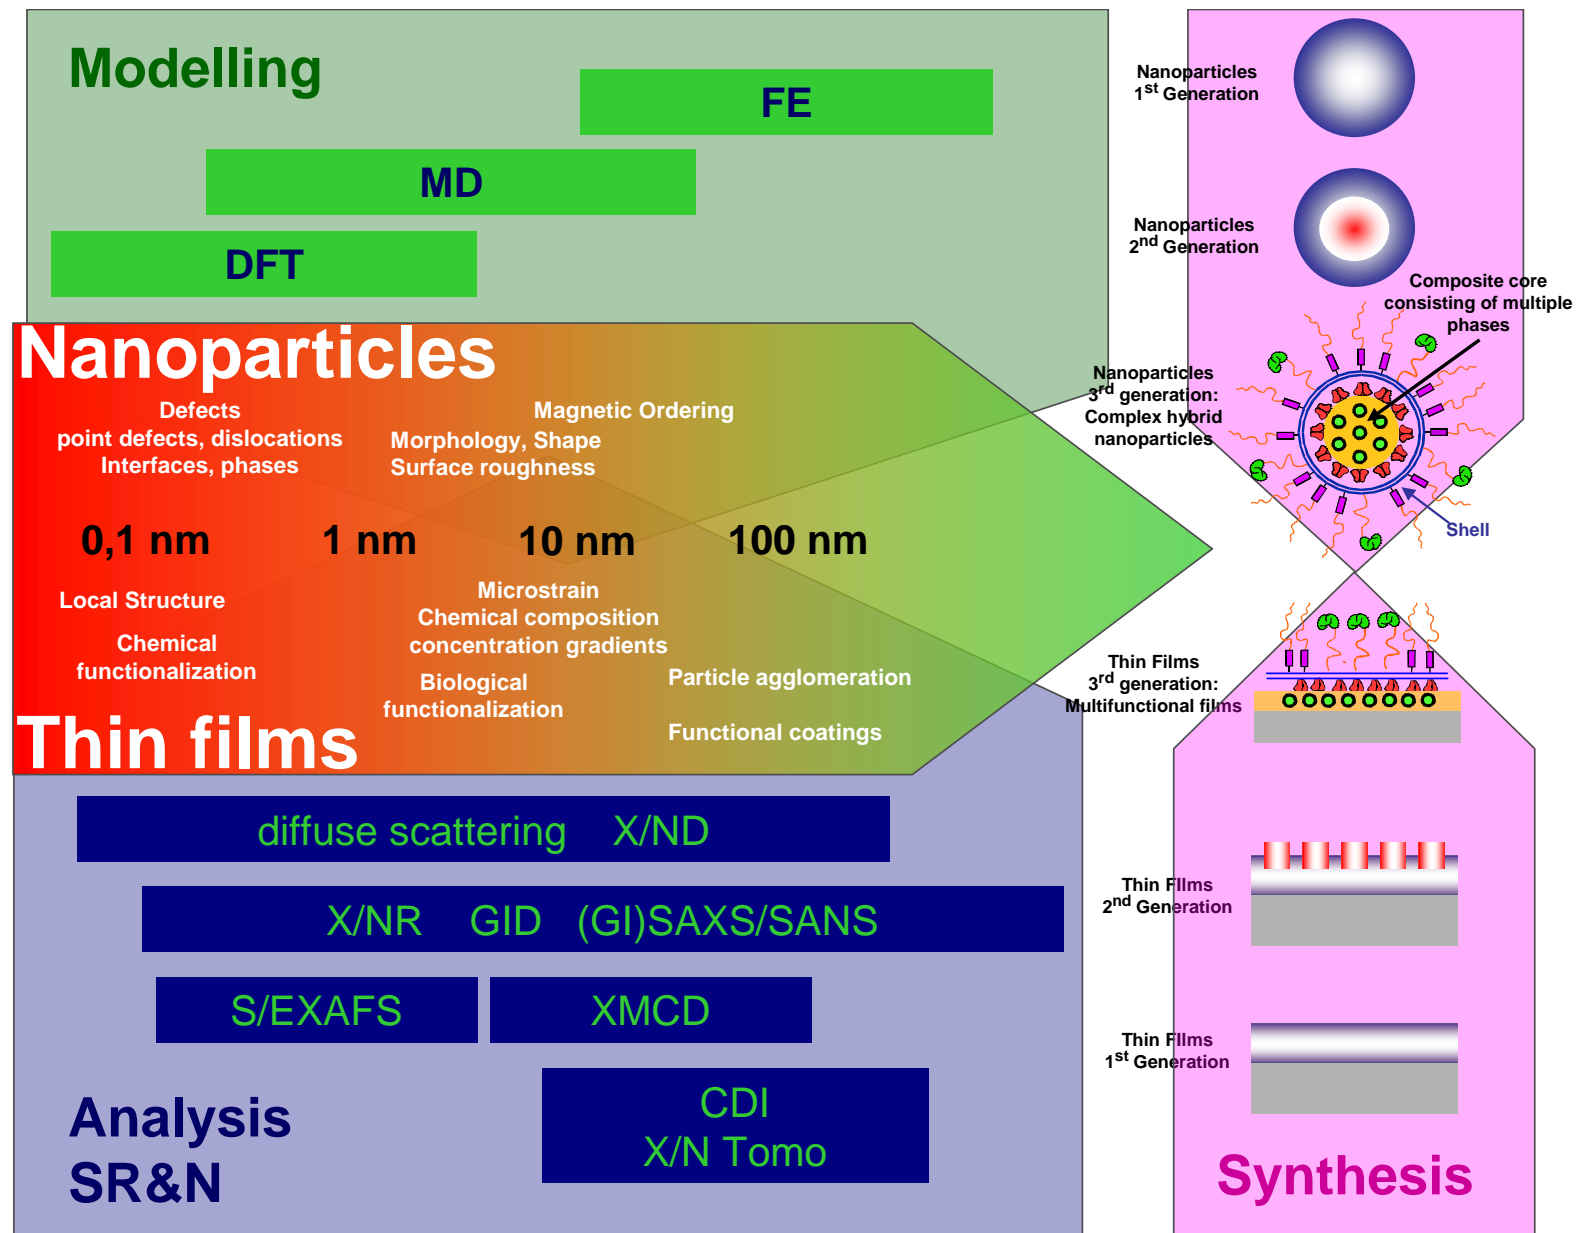 Modelling
FE
MD
DFT
Nanoparticles
Defects
point defects, dislocations
Interfaces, phases
Magnetic Ordering
Morphology, Shape
Surface roughness
0,1 nm
1 nm
10 nm
100 nm
Local Structure
Chemical
functionalization
Microstrain
Chemical composition
concentration gradients
Biological
functionalization
Particle agglomeration
Functional coatings
Thin films
diffuse scattering X/ND
X/NR GID (GI)SAXS/SANS
S/EXAFS
XMCD
CDI
X/N Tomo
Analysis
SR&N
Nanoparticles
1st Generation
Nanoparticles
2nd Generation
Composite core
consisting of multiple
phases
Nanoparticles
3rd generation:
Complex hybrid
nanoparticles
Shell
Thin Films
3rd generation:
Multifunctional films
Thin FIlms
2nd Generation
Thin FIlms
1st Generation
Synthesis